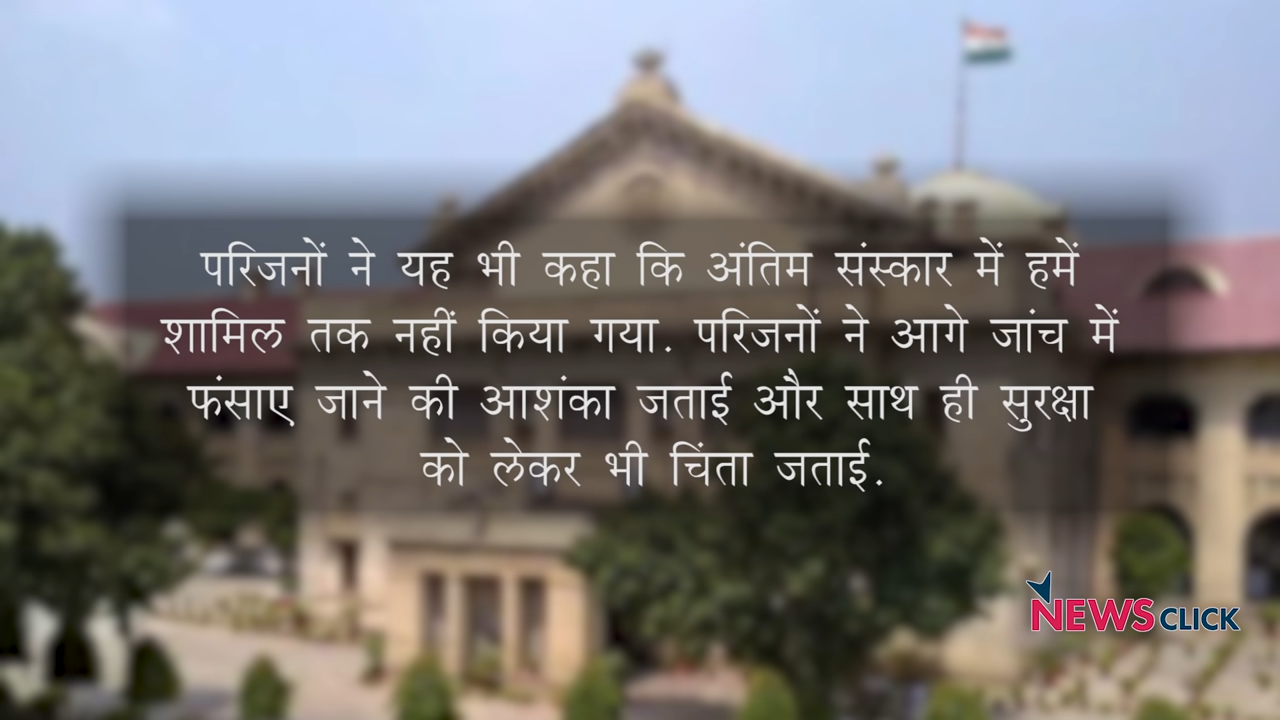 परिजनों ने यह भी कहा कि अंतिम संस्कार में हमें
शामिल तक नहीं किया गया. परिजनों ने आगे जांच में
फंसाए जाने की आशंका जताई और साथ ही सुरक्षा
को लेकर भी चिंता जताई.
NEWSCLICK